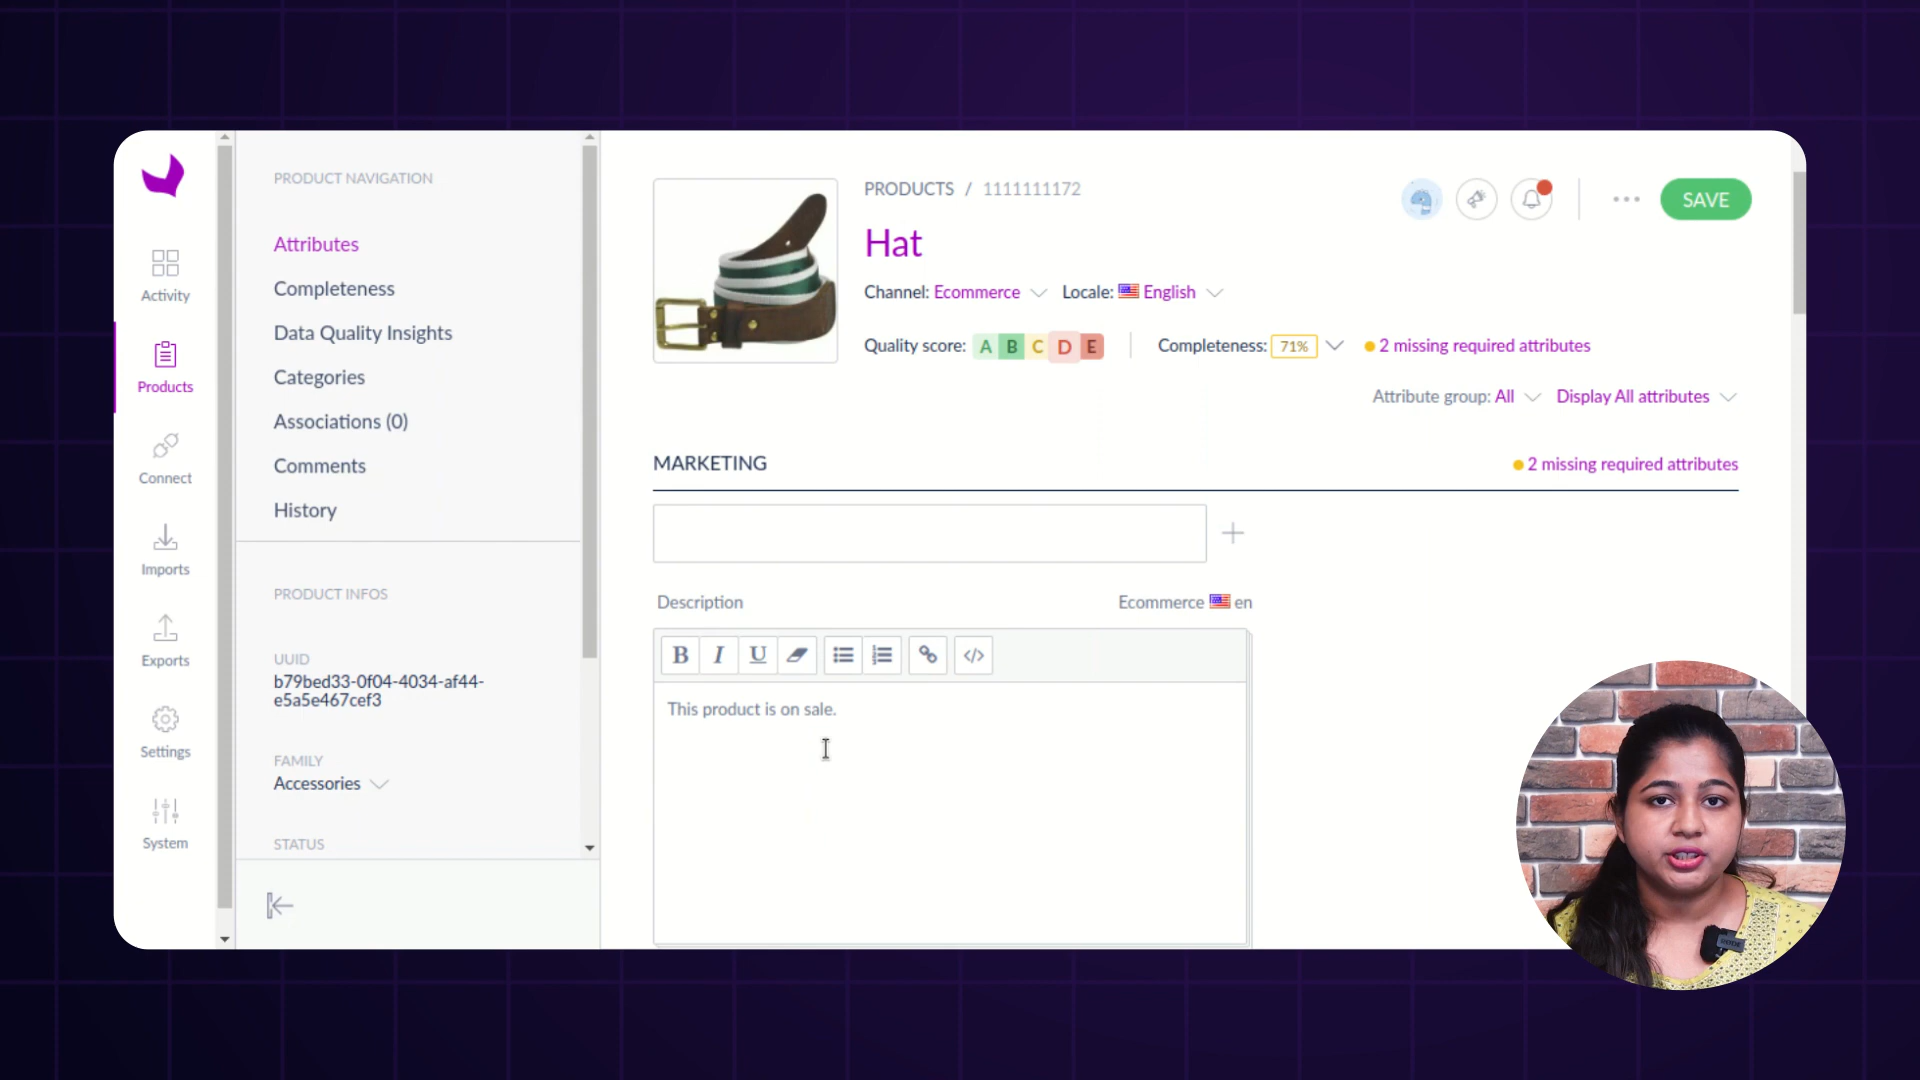 PRODUCT NAVIGATION
Attributes
Completeness
Data Quality Insights
Categories
Associations (0)
Comments
History
PRODUCT INFOS
UUID
b79bed33-0f04-4034-af44-
e5a5e467cef3
FAMILY
Accessories
STATUS
Activity
Products
Connect
Imports
Exports
Settings
System
PRODUCTS / 1111111172
SAVE
Hat
Channel: Ecommerce Locale: English
Quality score: A B C D E Completeness: 71% 2 missing required attributes
Attribute group: All Display All attributes
MARKETING 2 missing required attributes
Description Ecommerce en
B I U </>
This product is on sale.